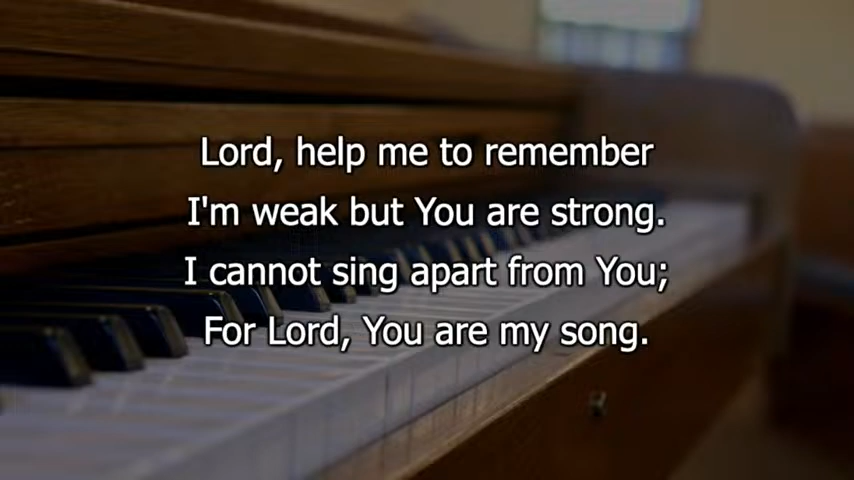 Lord, help me to remember
I'm weak but You are strong.
I cannot sing apart from You;
For Lord, You are my song.